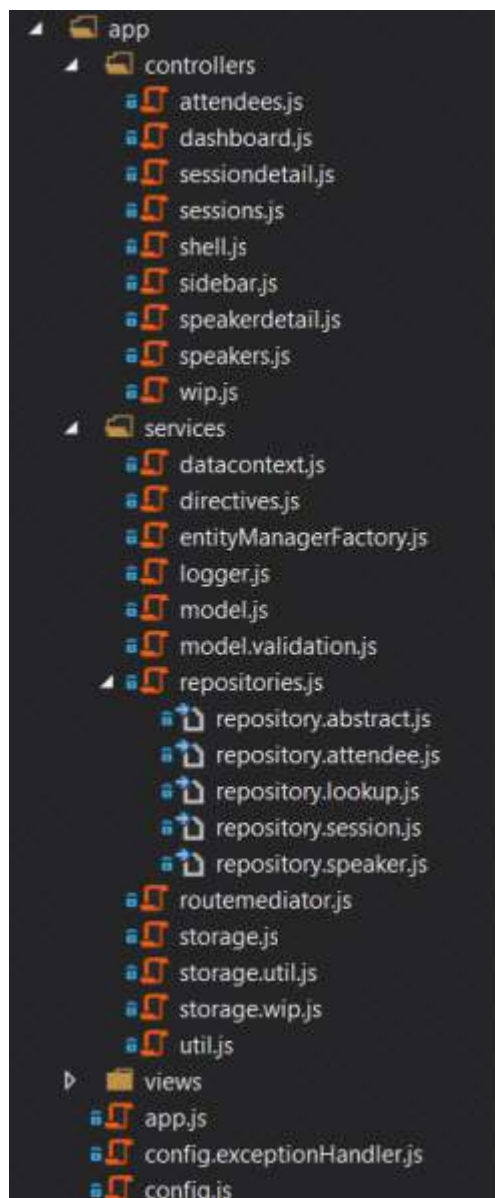 app
controllers
attendees.js
dashboard.js
sessiondetail.js
sessions.js
shell.js
sidebar.js
speakerdetail.js
speakers.js
wip.js
services
datacontext.js
directives.js
entityManagerFactory.js
logger.js
model.js
model.validation.js
repositories.js
repository.abstract.js
repository.attendee.js
repository.lookup.js
repository.session.js
repository.speaker.js
routemediator.js
storage.js
storage.util.js
storage.wip.js
util.js
views
app.js
config.exceptionHandler.js
config.js